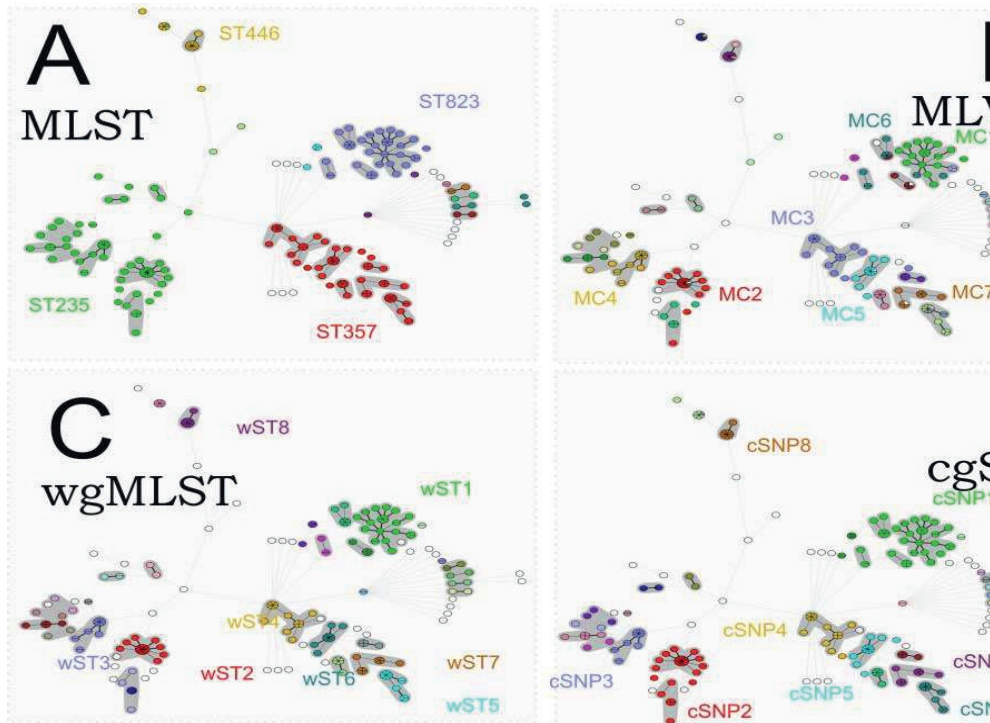 A
MLST
ST446
ST823
ST235
ST357
MC6
MC3
MC4
MC2
MC5
MC7
C
wgMLST
wST8
wST1
wST4
wST3
wST2
wST6
wST7
wST5
cSNP8
cSNP4
cSNP3
cSNP2
cSNP5